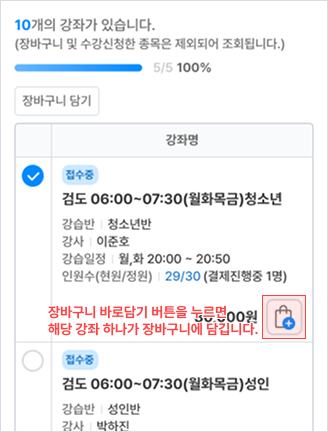 10개의 강좌가 있습니다.
(장바구니 및 수강신청한 종목은 제외되어 조회됩니다.)
5/5 100%
장바구니 담기
강좌명
접수중
검도 06:00~07:30(월화목금)청소년
강습반 청소년반
강사 이준호
강습일정 월,화 20:00 ~ 20:50
인원수(현원/정원) 29/30 (결제진행중 1명)
장바구니 바로담기 버튼을 누르면
해당 강좌 하나가 장바구니에 담깁니다.
원
접수중
검도 06:00~07:30(월화목금)성인
강습반 성인반
강사 박하진